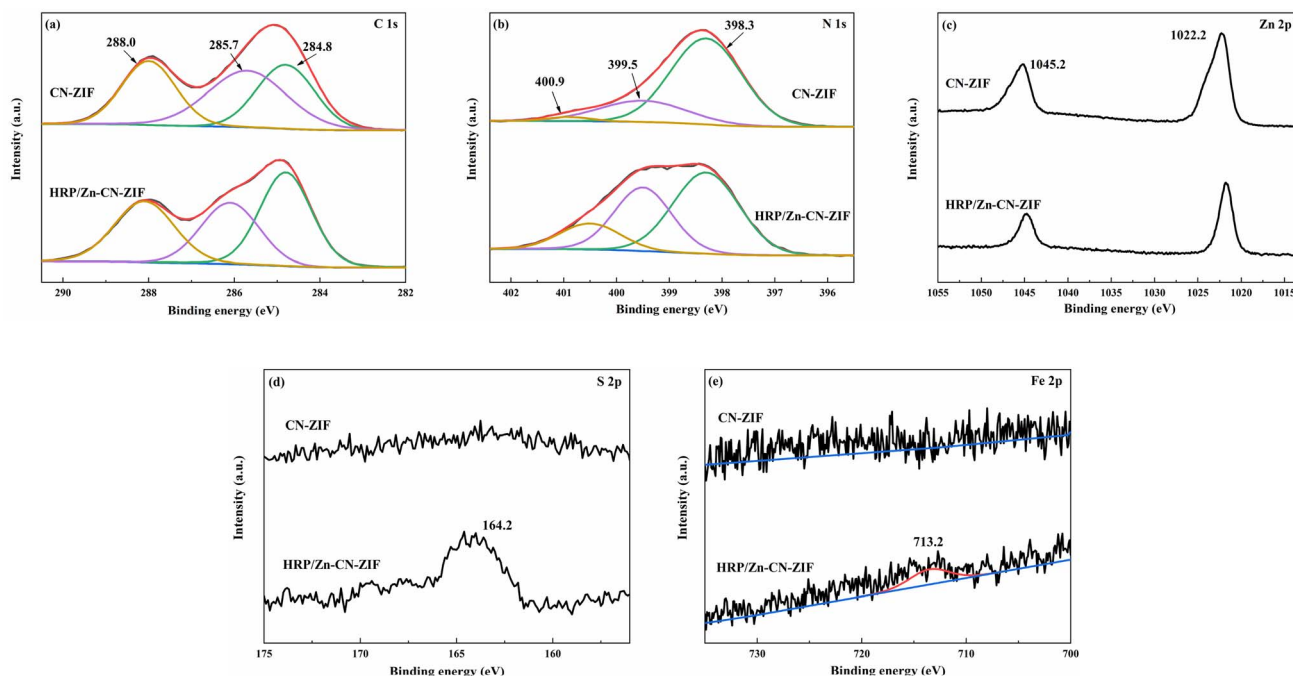 (a)
C 1s
288.0
285.7
284.8
CN-ZIF
HRP/Zn-CN-ZIF
Intensity (a.u.)
290
288
286
284
282
Binding energy (eV)
(b)
N 1s
398.3
399.5
400.9
CN-ZIF
HRP/Zn-CN-ZIF
Intensity (a.u.)
402
401
400
399
398
397
396
Binding energy (eV)
(c)
Zn 2p
1022.2
1045.2
CN-ZIF
HRP/Zn-CN-ZIF
Intensity (a.u.)
1055
1050
1045
1040
1035
1030
1025
1020
1015
Binding energy (eV)
(d)
S 2p
CN-ZIF
164.2
HRP/Zn-CN-ZIF
Intensity (a.u.)
175
170
165
160
Binding energy (eV)
(e)
Fe 2p
CN-ZIF
713.2
HRP/Zn-CN-ZIF
Intensity (a.u.)
730
720
710
700
Binding energy (eV)